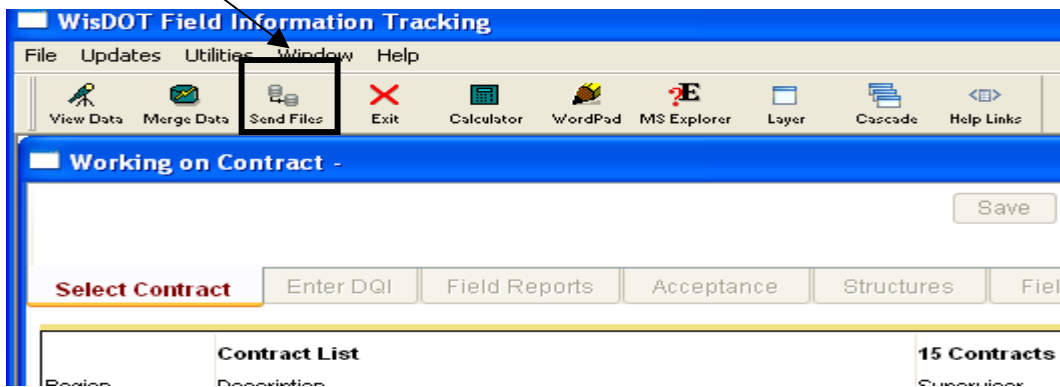 WisDOT Field Information Tracking
File Updates Utilities Window Help
View Data Merge Data Send Files Exit Calculator WordPad MS Explorer Layer Cascade Help Links
Working on Contract -
Save
Select Contract Enter DQI Field Reports Acceptance Structures Fiel
Contract List 15 Contracts
Region Description Supervisor